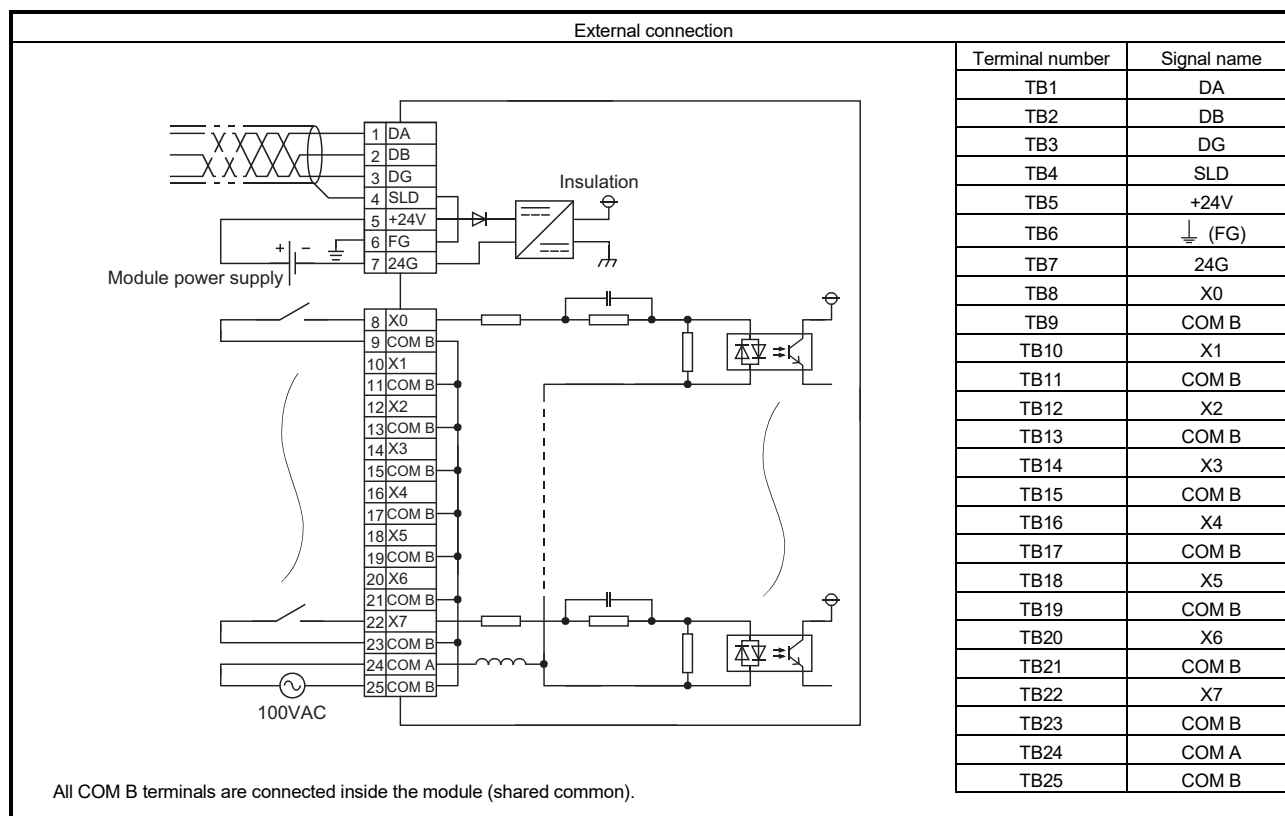 External connection
1 DA
2 DB
3 DG
4 SLD
5 +24V
6 FG
7 24G
Insulation
+ −
Module power supply
8 X0
9 COM B
10 X1
11 COM B
12 X2
13 COM B
14 X3
15 COM B
16 X4
17 COM B
18 X5
19 COM B
20 X6
21 COM B
22 X7
23 COM B
24 COM A
25 COM B
100VAC
All COM B terminals are connected inside the module (shared common).
Terminal number Signal name
TB1 DA
TB2 DB
TB3 DG
TB4 SLD
TB5 +24V
TB6 (FG)
TB7 24G
TB8 X0
TB9 COM B
TB10 X1
TB11 COM B
TB12 X2
TB13 COM B
TB14 X3
TB15 COM B
TB16 X4
TB17 COM B
TB18 X5
TB19 COM B
TB20 X6
TB21 COM B
TB22 X7
TB23 COM B
TB24 COM A
TB25 COM B